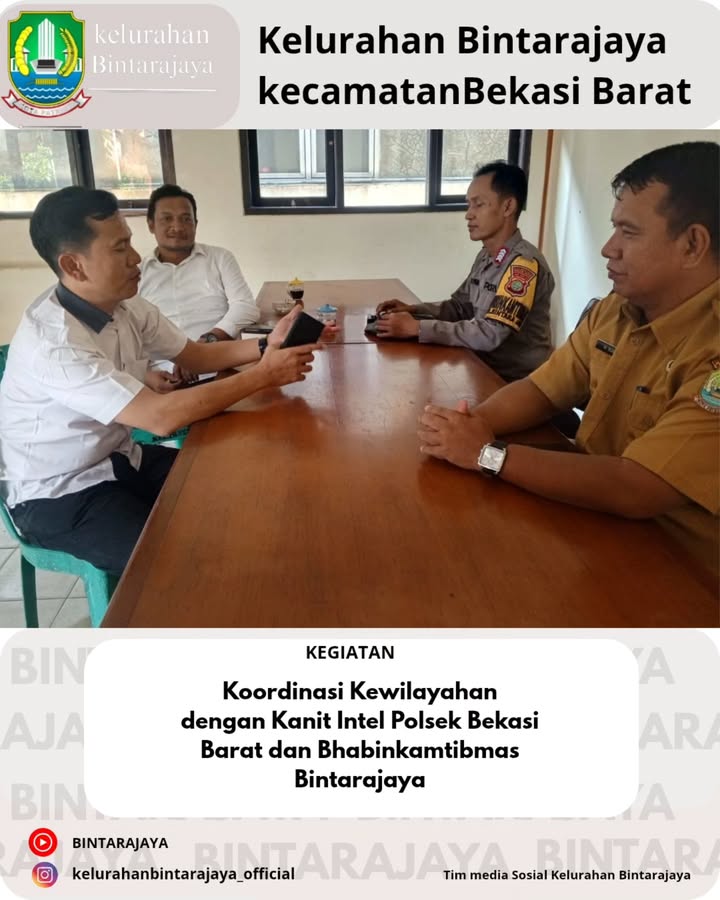 kelurahan
Bintarajaya
Kelurahan Bintarajaya
kecamatanBekasi Barat
KEGIATAN
Koordinasi Kewilayahan
dengan Kanit Intel Polsek Bekasi
Barat dan Bhabinkamtibmas
Bintarajaya
BINTARAJAYA
kelurahanbintarajaya_official
Tim media Sosial Kelurahan Bintarajaya